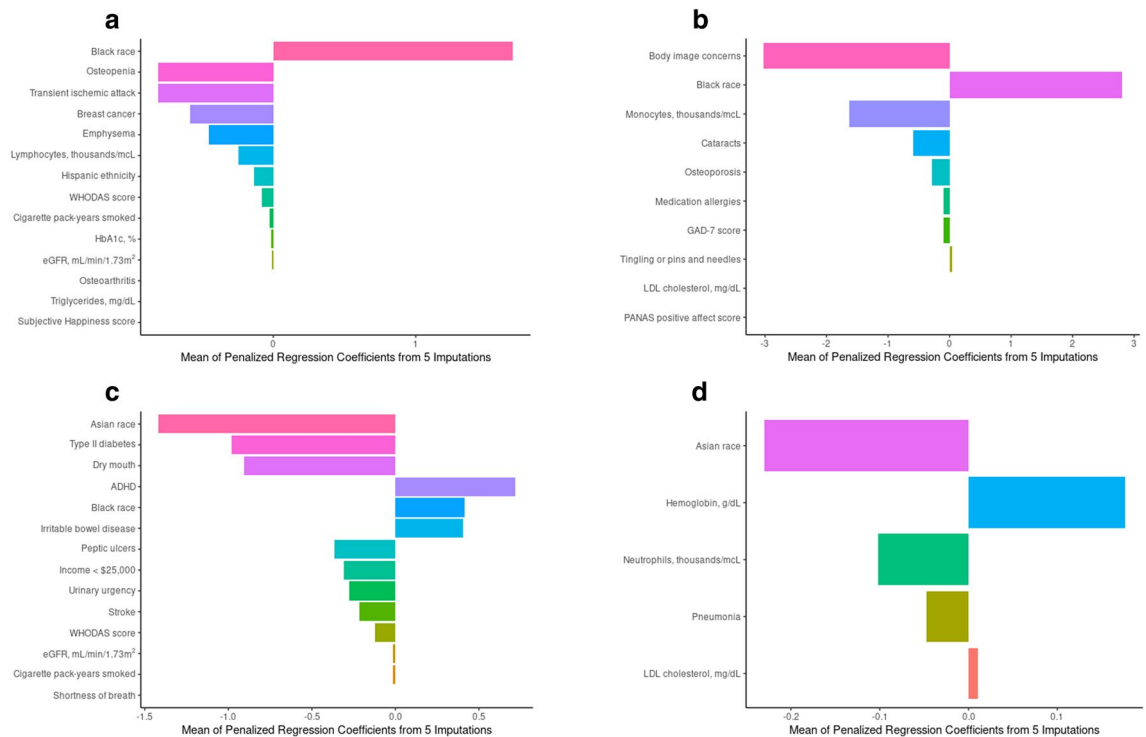 a
Black race
Osteopenia
Transient ischemic attack
Breast cancer
Emphysema
Lymphocytes, thousands/mcL
Hispanic ethnicity
WHODAS score
Cigarette pack-years smoked
HbA1c, %
eGFR, mL/min/1.73m²
Osteoarthritis
Triglycerides, mg/dL
Subjective Happiness score
0 1
Mean of Penalized Regression Coefficients from 5 Imputations
b
Body image concerns
Black race
Monocytes, thousands/mcL
Cataracts
Osteoporosis
Medication allergies
GAD-7 score
Tingling or pins and needles
LDL cholesterol, mg/dL
PANAS positive affect score
-3 -2 -1 0 1 2 3
Mean of Penalized Regression Coefficients from 5 Imputations
c
Asian race
Type II diabetes
Dry mouth
ADHD
Black race
Irritable bowel disease
Peptic ulcers
Income < $25,000
Urinary urgency
Stroke
WHODAS score
eGFR, mL/min/1.73m²
Cigarette pack-years smoked
Shortness of breath
-1.5 -1.0 -0.5 0.0 0.5
Mean of Penalized Regression Coefficients from 5 Imputations
d
Asian race
Hemoglobin, g/dL
Neutrophils, thousands/mcL
Pneumonia
LDL cholesterol, mg/dL
-0.2 -0.1 0.0 0.1
Mean of Penalized Regression Coefficients from 5 Imputations